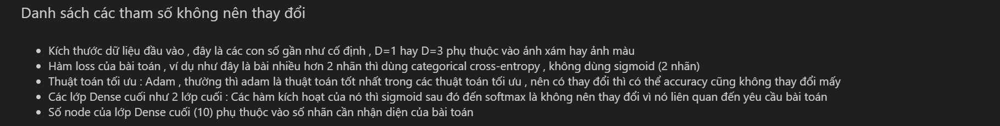 Danh sách các tham số không nên thay đổi
• Kích thước dữ liệu đầu vào , đây là các con số gần như cố định , D=1 hay D=3 phụ thuộc vào ảnh xám hay ảnh màu
• Hàm loss của bài toán , ví dụ như đây là bài nhiều hơn 2 nhãn thì dùng categorical cross-entropy , không dùng sigmoid (2 nhãn)
• Thuật toán tối ưu : Adam , thường thì adam là thuật toán tốt nhất trong các thuật toán tối ưu , nên có thay đổi thì có thể accuracy cũng không thay đổi mấy
• Các lớp Dense cuối như 2 lớp cuối : Các hàm kích hoạt của nó thì sigmoid sau đó đến softmax là không nên thay đổi vì nó liên quan đến yêu cầu bài toán
• Số node của lớp Dense cuối (10) phụ thuộc vào số nhãn cần nhận diện của bài toán